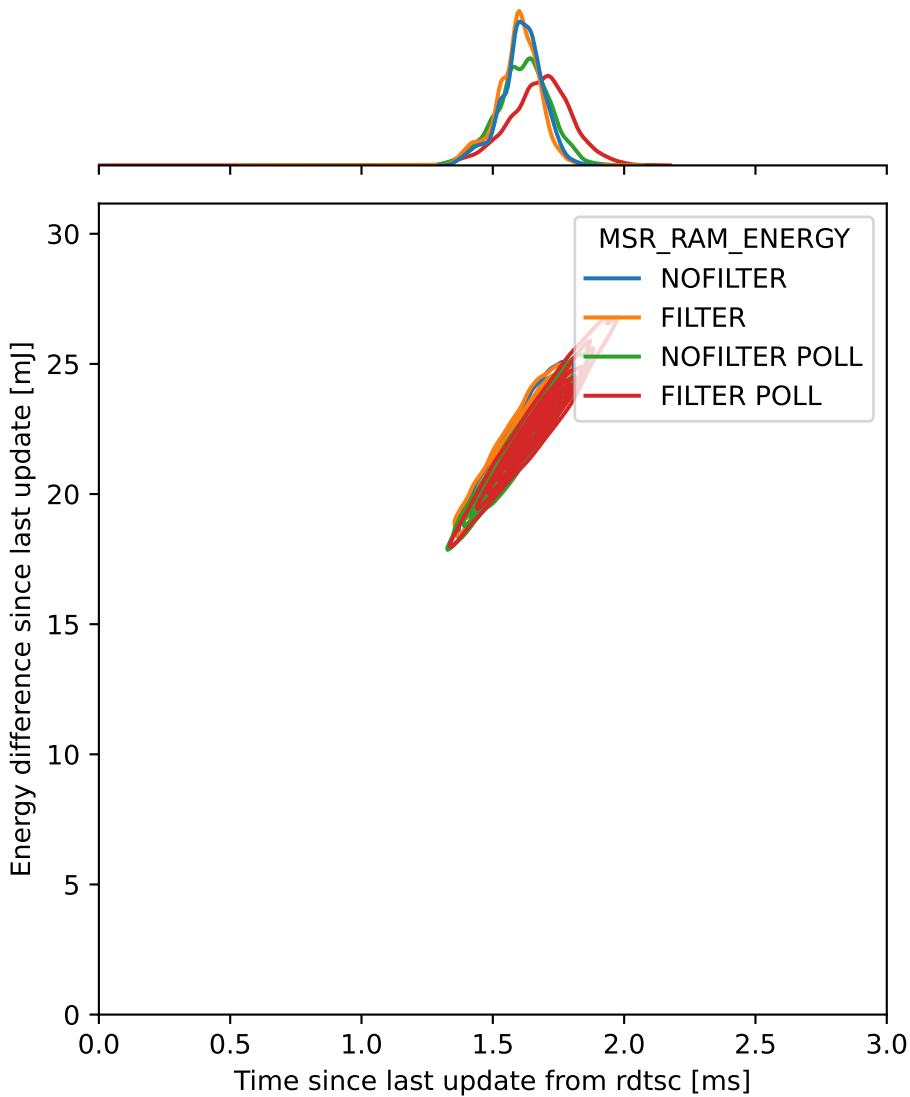 MSR_RAM_ENERGY
NOFILTER
FILTER
NOFILTER POLL
FILTER POLL
30
25
20
15
10
5
0
Energy difference since last update [mJ]
0.0 0.5 1.0 1.5 2.0 2.5 3.0
Time since last update from rdtsc [ms]